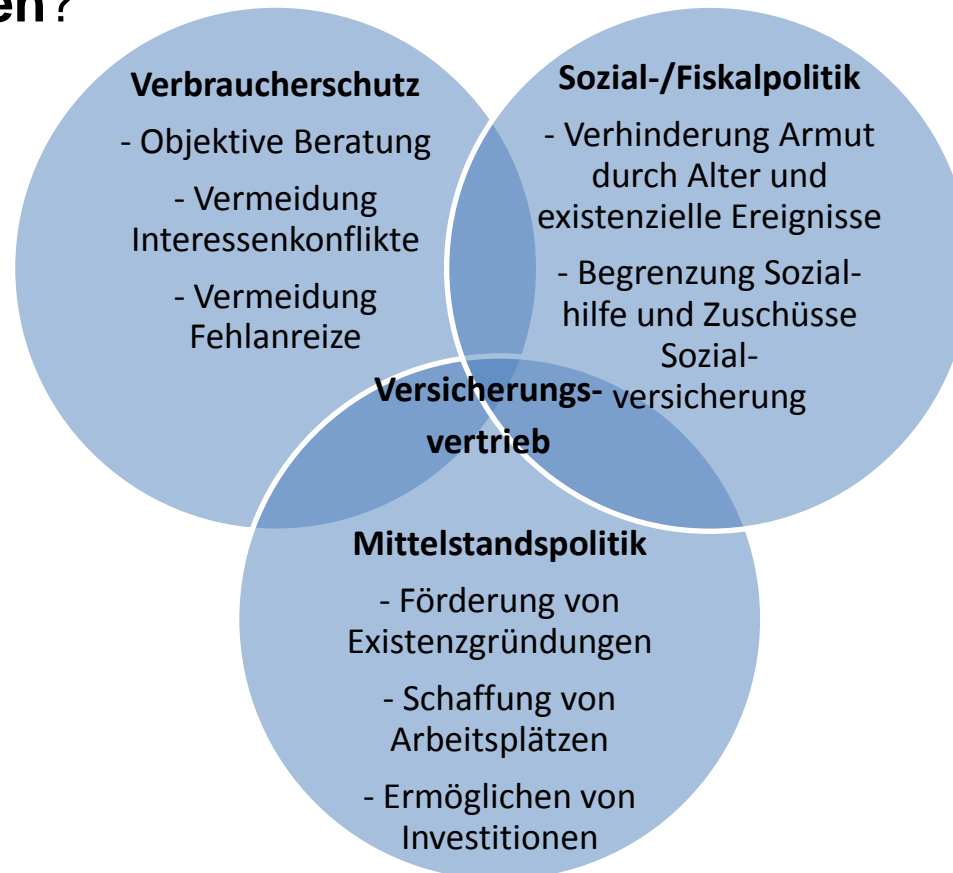 en?
Verbraucherschutz
- Objektive Beratung
- Vermeidung
Interessenkonflikte
- Vermeidung
Fehlanreize
Sozial-/Fiskalpolitik
- Verhinderung Armut
durch Alter und
existenzielle Ereignisse
- Begrenzung Sozial-
hilfe und Zuschüsse
Sozial-
versicherung
Versicherungs-
vertrieb
Mittelstandspolitik
- Förderung von
Existenzgründungen
- Schaffung von
Arbeitsplätzen
- Ermöglichen von
Investitionen